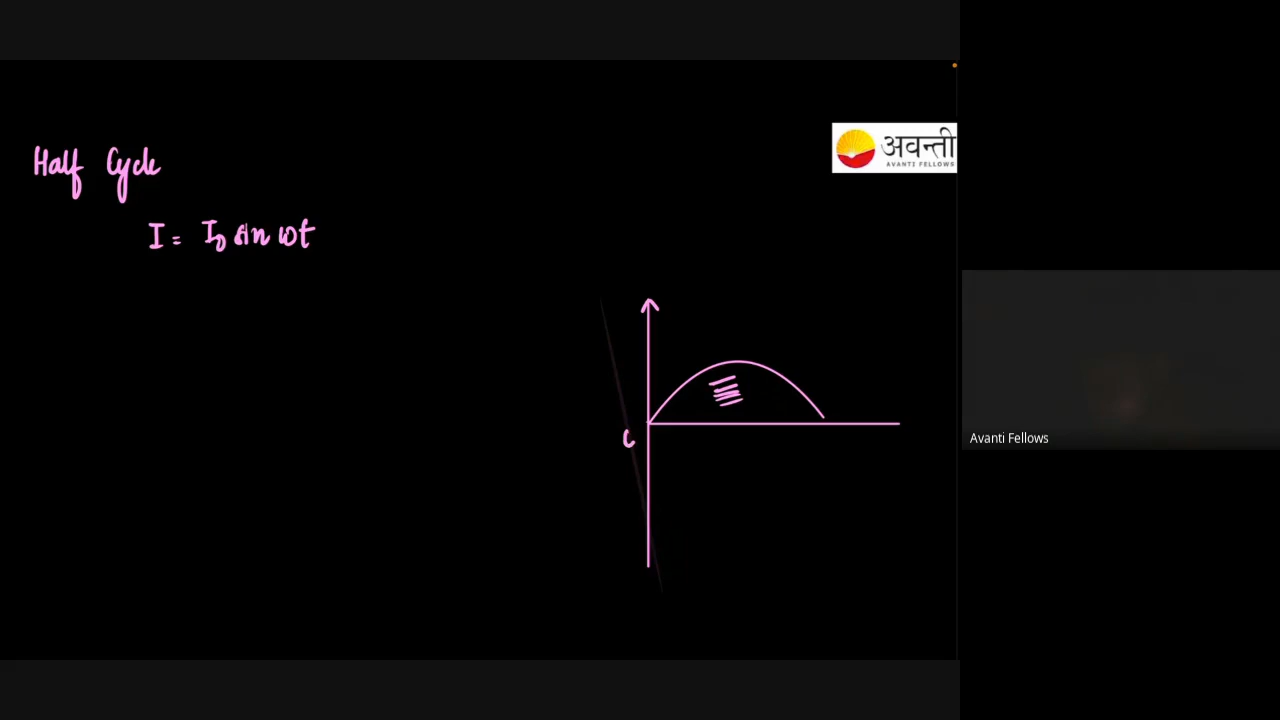 अवन्ती
AVANTI FELLOWS
Half Cycle
I = I₀ sin ωt
Avanti Fellows